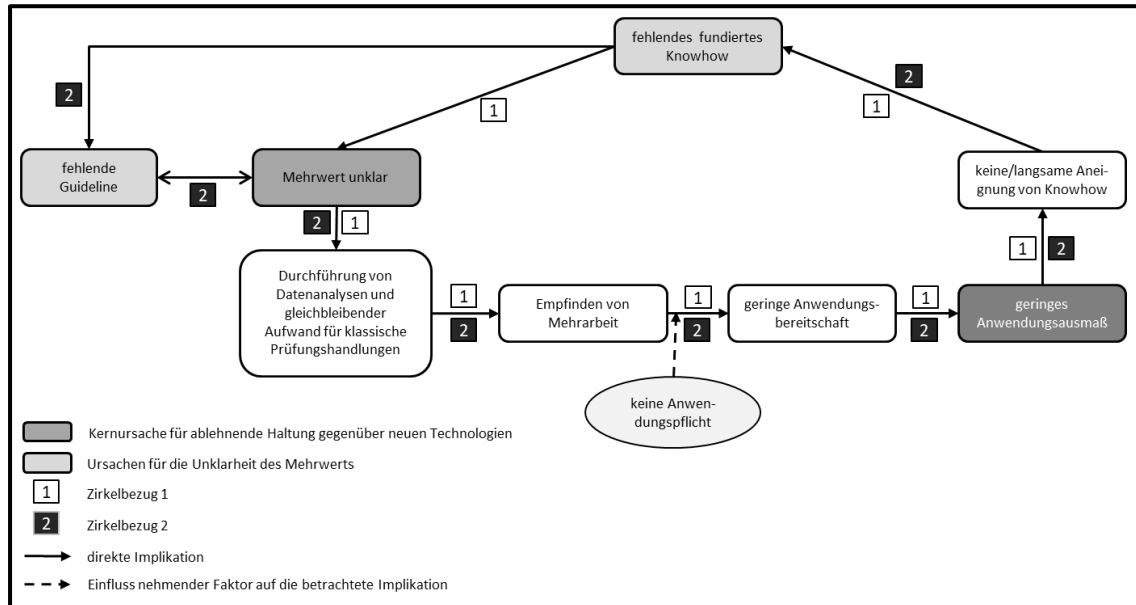 fehlendes fundiertes
Knowhow
2
1
2
1
fehlende
Guideline
2
Mehrwert unklar
keine/langsame Anei-
gnung von Knowhow
2
1
1
2
Durchführung von
Datenanalysen und
gleichbleibender
Aufwand für klassische
Prüfungshandlungen
1
2
Empfinden von
Mehrarbeit
1
2
geringe Anwendungs-
bereitschaft
1
2
geringes
Anwendungsausmaß
keine Anwen-
dungspflicht
Kernursache für ablehnende Haltung gegenüber neuen Technologien
Ursachen für die Unklarheit des Mehrwerts
1 Zirkelbezug 1
2 Zirkelbezug 2
direkte Implikation
Einfluss nehmender Faktor auf die betrachtete Implikation